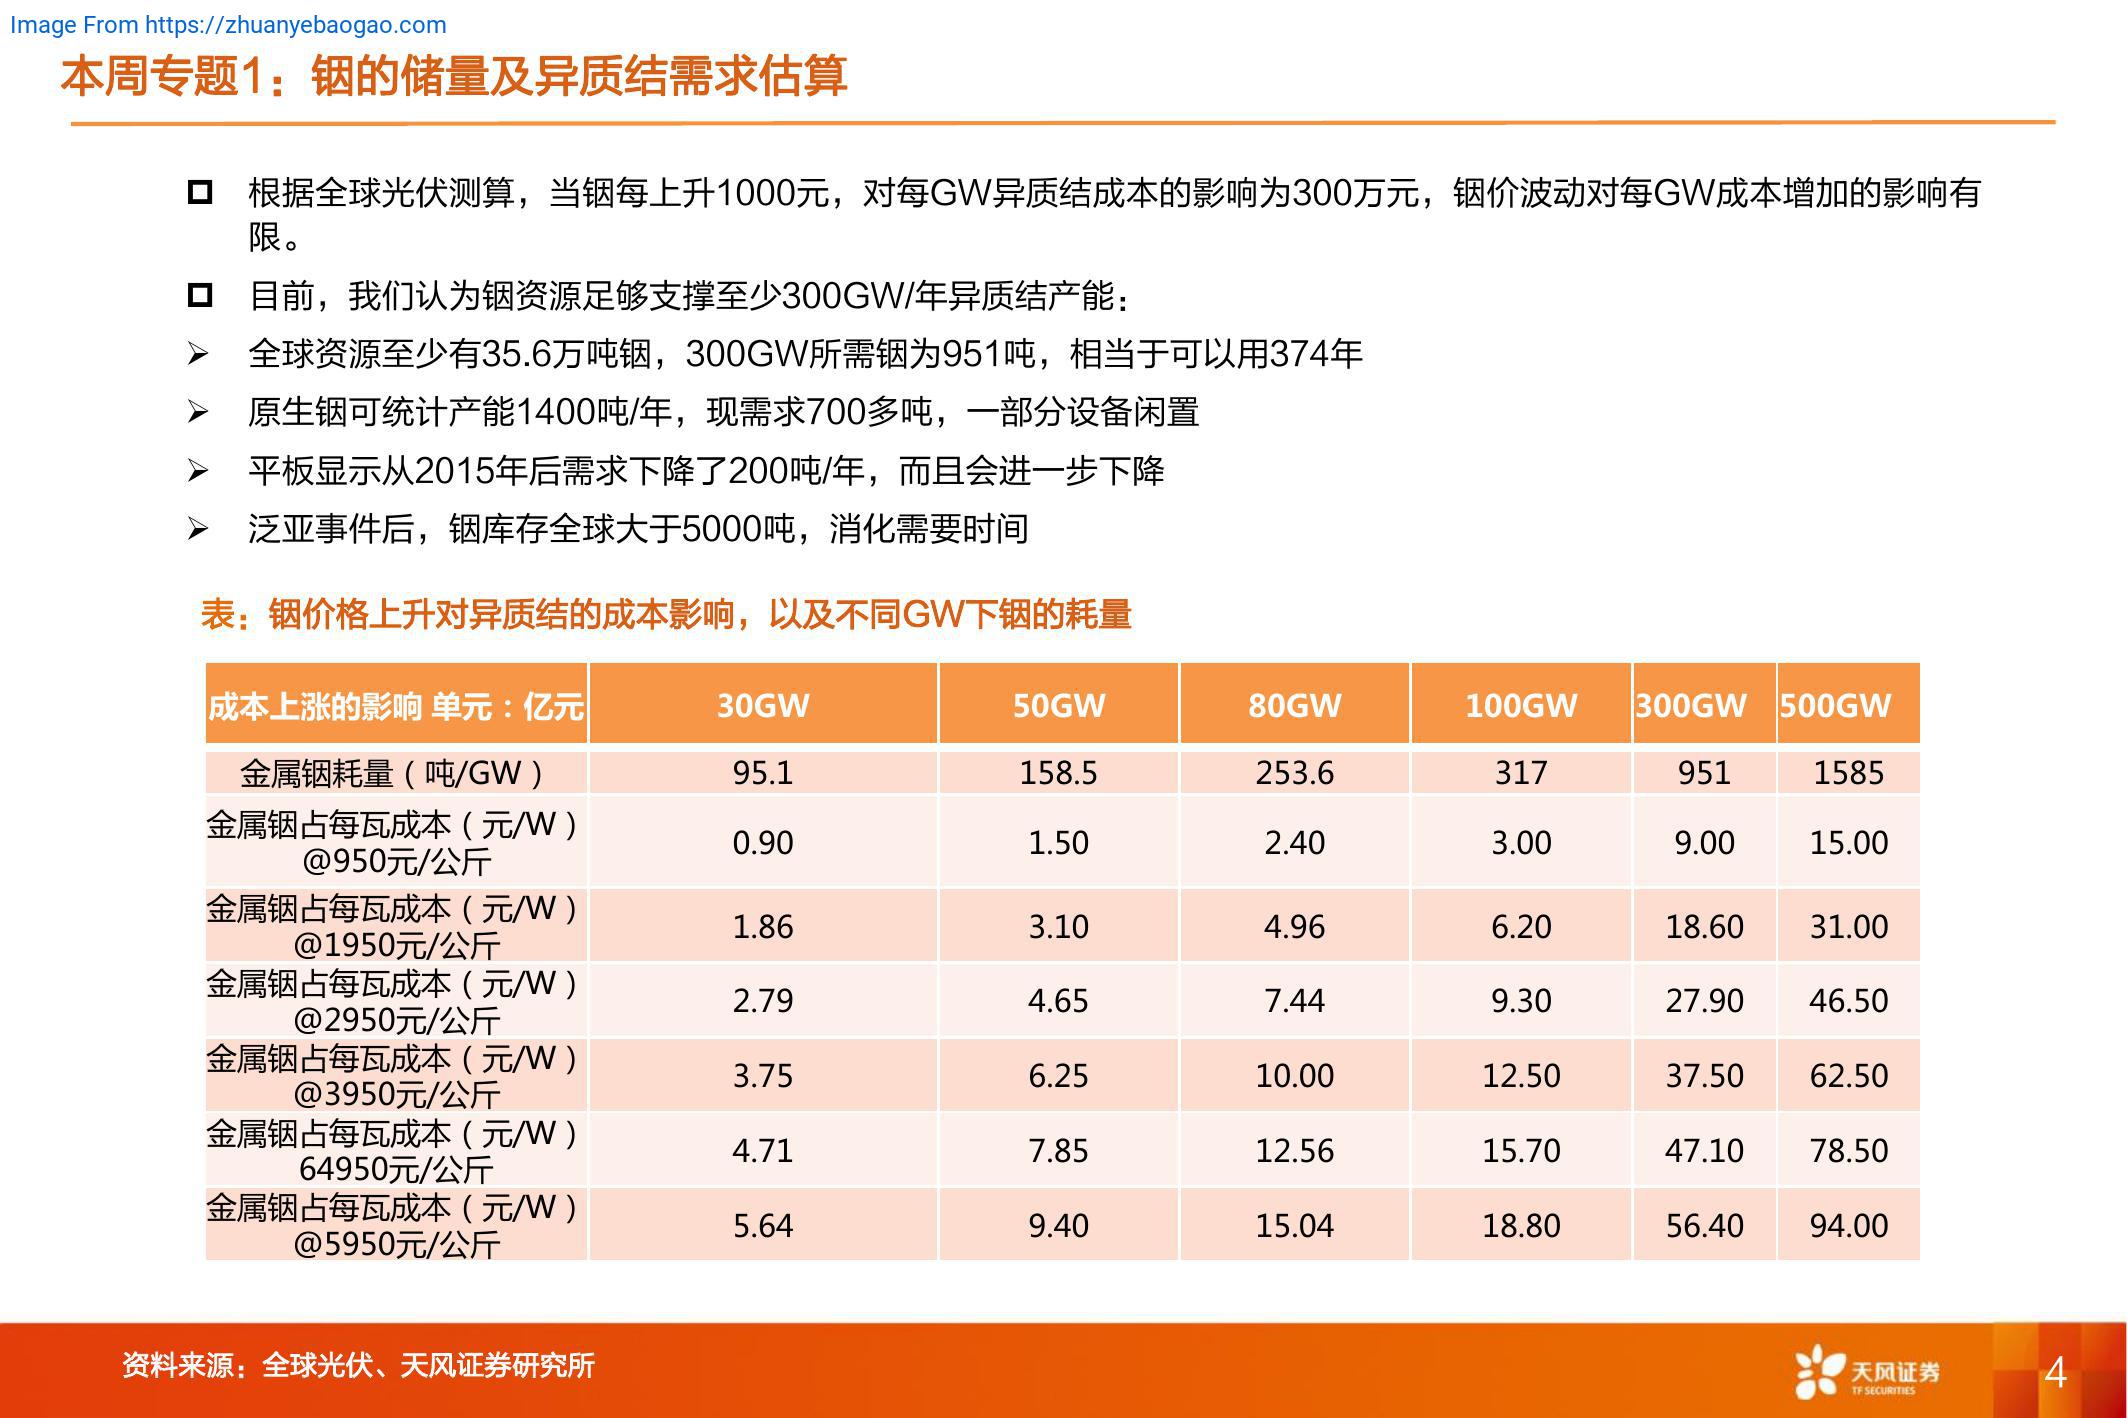 Image From https://zhuanyebaogao.com
本周专题1：铟的储量及异质结需求估算
根据全球光伏测算，当铟每上升1000元，对每GW异质结成本的影响为300万元，铟价波动对每GW成本增加的影响有
限。
目前，我们认为铟资源足够支撑至少300GW/年异质结产能：
全球资源至少有35.6万吨铟，300GW所需铟为951吨，相当于可以用374年
原生铟可统计产能1400吨/年，现需求700多吨，一部分设备闲置
平板显示从2015年后需求下降了200吨/年，而且会进一步下降
泛亚事件后，铟库存全球大于5000吨，消化需要时间
表：铟价格上升对异质结的成本影响，以及不同GW下铟的耗量
成本上涨的影响 单元：亿元 30GW 50GW 80GW 100GW 300GW 500GW
金属铟耗量（吨/GW） 95.1 158.5 253.6 317 951 1585
金属铟占每瓦成本（元/W）
@950元/公斤 0.90 1.50 2.40 3.00 9.00 15.00
金属铟占每瓦成本（元/W）
@1950元/公斤 1.86 3.10 4.96 6.20 18.60 31.00
金属铟占每瓦成本（元/W）
@2950元/公斤 2.79 4.65 7.44 9.30 27.90 46.50
金属铟占每瓦成本（元/W）
@3950元/公斤 3.75 6.25 10.00 12.50 37.50 62.50
金属铟占每瓦成本（元/W）
64950元/公斤 4.71 7.85 12.56 15.70 47.10 78.50
金属铟占每瓦成本（元/W）
@5950元/公斤 5.64 9.40 15.04 18.80 56.40 94.00
资料来源：全球光伏、天风证券研究所
天风证券
TF SECURITIES
4